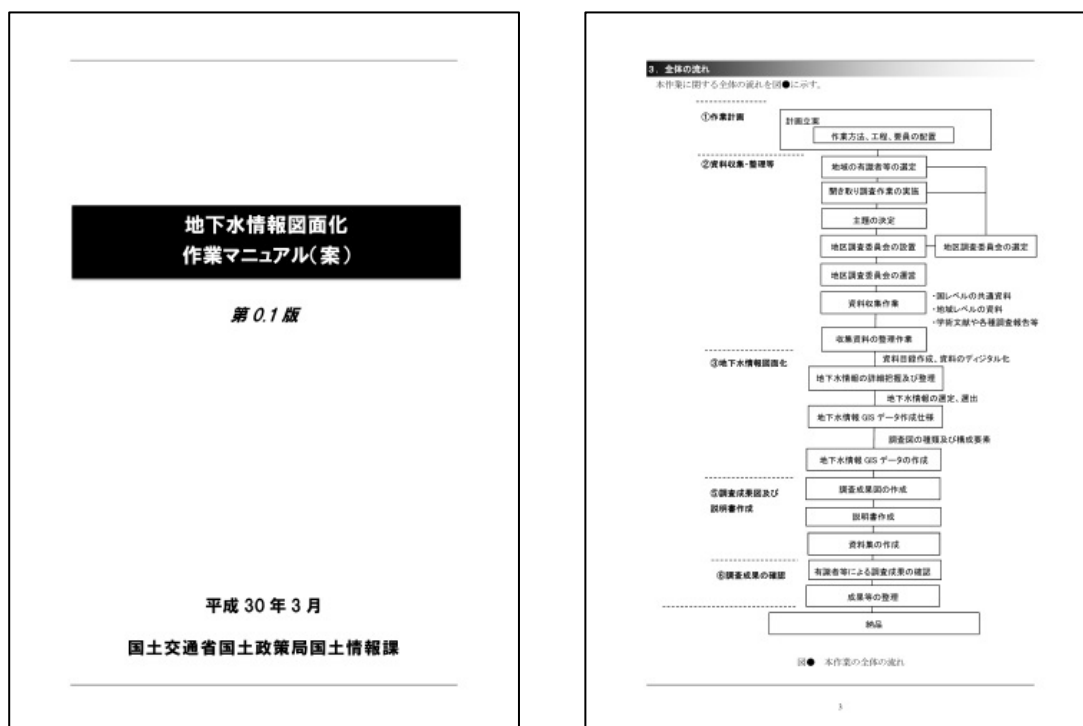 地下水情報図面化
作業マニュアル(案)
第 0.1 版
平成 30 年 3 月
国土交通省国土政策局国土情報課
3. 全体の流れ
本作業に関する全体の流れを図●に示す。
①作業計画
計画立案
作業方法、工程、要員の配置
②資料収集・整理等
地域の有識者等の選定
聞き取り調査作業の実施
主題の決定
地区調査委員会の設置
地区調査委員会の選定
地区調査委員会の運営
資料収集作業
・国レベルの共通資料
・地域レベルの資料
・学術文献や各種調査報告等
収集資料の整理作業
資料目録作成、資料のディジタル化
③地下水情報図面化
地下水情報の詳細把握及び整理
地下水情報の選定、選出
地下水情報 GIS データ作成仕様
調査図の種類及び構成要素
地下水情報 GIS データの作成
⑤調査成果図及び
説明書作成
調査成果図の作成
説明書作成
資料集の作成
⑥調査成果の確認
有識者等による調査成果の確認
成果等の整理
納品
図● 本作業の全体の流れ
3